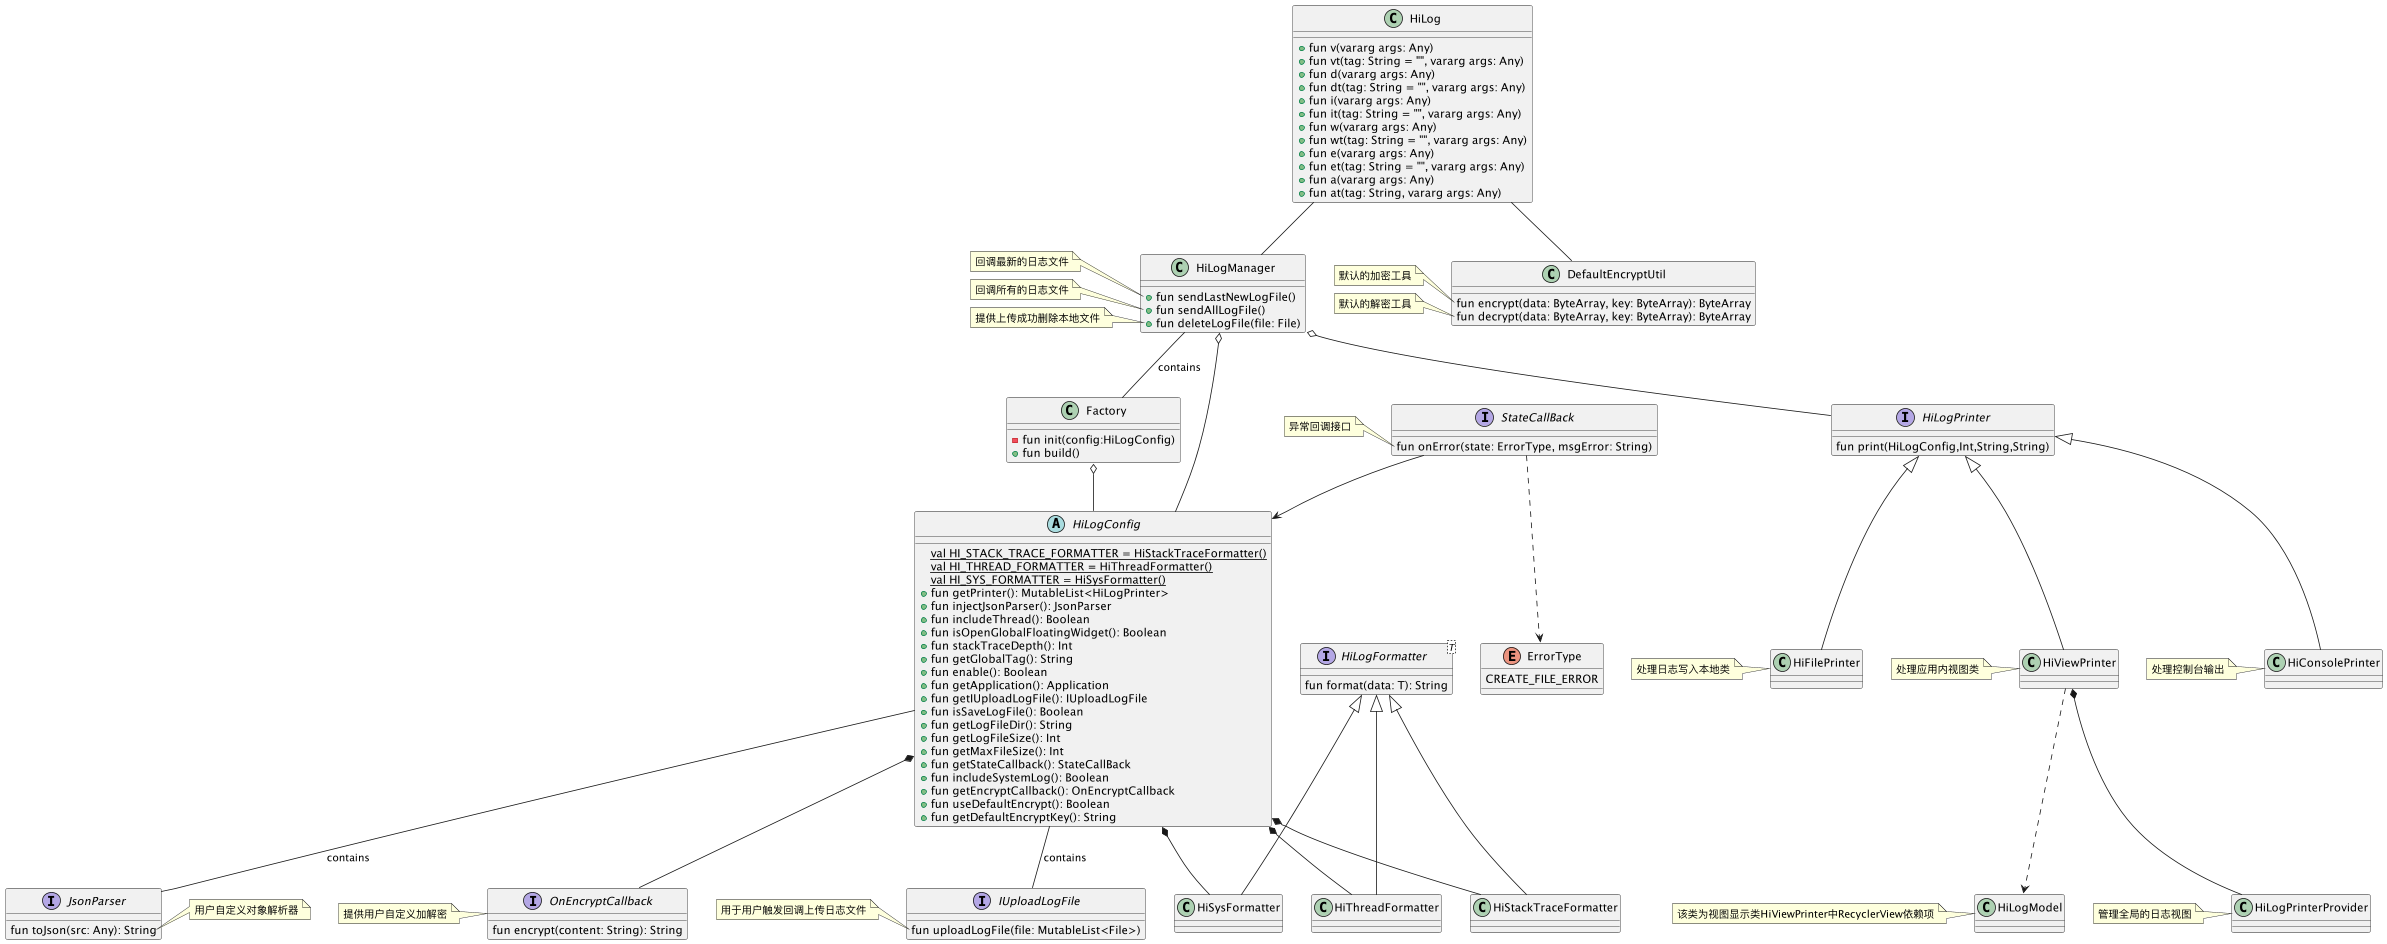 HiLog
fun v(vararg args: Any)
fun vt(tag: String = "", vararg args: Any)
fun d(vararg args: Any)
fun dt(tag: String = "", vararg args: Any)
fun i(vararg args: Any)
fun it(tag: String = "", vararg args: Any)
fun w(vararg args: Any)
fun wt(tag: String = "", vararg args: Any)
fun e(vararg args: Any)
fun et(tag: String = "", vararg args: Any)
fun a(vararg args: Any)
fun at(tag: String, vararg args: Any)
回调最新的日志文件
回调所有的日志文件
提供上传成功删除本地文件
HiLogManager
fun sendLastNewLogFile()
fun sendAllLogFile()
fun deleteLogFile(file: File)
默认的加密工具
默认的解密工具
DefaultEncryptUtil
fun encrypt(data: ByteArray, key: ByteArray): ByteArray
fun decrypt(data: ByteArray, key: ByteArray): ByteArray
contains
Factory
fun init(config:HiLogConfig)
fun build()
异常回调接口
StateCallBack
fun onError(state: ErrorType, msgError: String)
HiLogPrinter
fun print(HiLogConfig,Int,String,String)
HiLogConfig
val HI_STACK_TRACE_FORMATTER = HiStackTraceFormatter()
val HI_THREAD_FORMATTER = HiThreadFormatter()
val HI_SYS_FORMATTER = HiSysFormatter()
fun getPrinter(): MutableList<HiLogPrinter>
fun injectJsonParser(): JsonParser
fun includeThread(): Boolean
fun isOpenGlobalFloatingWidget(): Boolean
fun stackTraceDepth(): Int
fun getGlobalTag(): String
fun enable(): Boolean
fun getApplication(): Application
fun getIUploadLogFile(): IUploadLogFile
fun isSaveLogFile(): Boolean
fun getLogFileDir(): String
fun getLogFileSize(): Int
fun getMaxFileSize(): Int
fun getStateCallback(): StateCallBack
fun includeSystemLog(): Boolean
fun getEncryptCallback(): OnEncryptCallback
fun useDefaultEncrypt(): Boolean
fun getDefaultEncryptKey(): String
HiLogFormatter
T
fun format(data: T): String
ErrorType
CREATE_FILE_ERROR
处理日志写入本地类
HiFilePrinter
处理应用内视图类
HiViewPrinter
处理控制台输出
HiConsolePrinter
contains
contains
JsonParser
fun toJson(src: Any): String
用户自定义对象解析器
提供用户自定义加解密
OnEncryptCallback
fun encrypt(content: String): String
用于用户触发回调上传日志文件
IUploadLogFile
fun uploadLogFile(file: MutableList<File>)
HiSysFormatter
HiThreadFormatter
HiStackTraceFormatter
该类为视图显示类HiViewPrinter中RecyclerView依赖项
HiLogModel
管理全局的日志视图
HiLogPrinterProvider